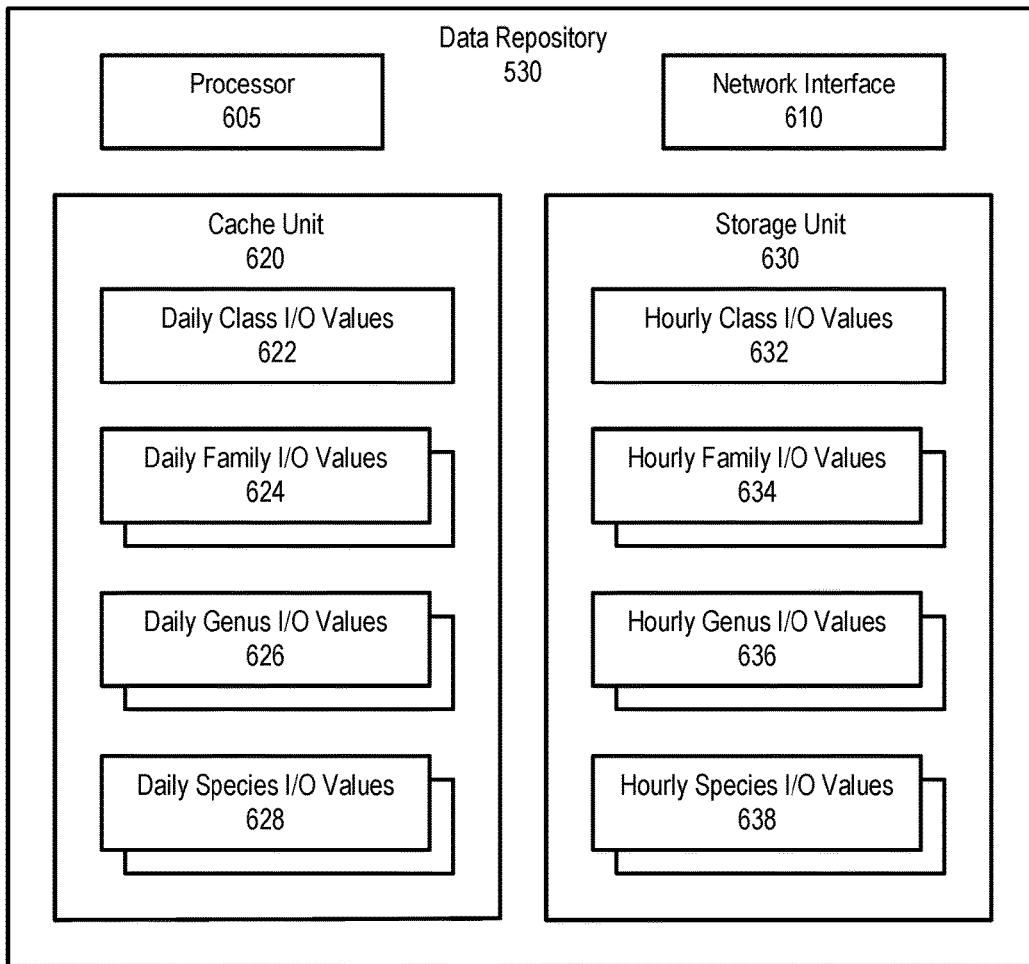 Data Repository
530
Processor
605
Network Interface
610
Cache Unit
620
Daily Class I/O Values
622
Daily Family I/O Values
624
Daily Genus I/O Values
626
Daily Species I/O Values
628
Storage Unit
630
Hourly Class I/O Values
632
Hourly Family I/O Values
634
Hourly Genus I/O Values
636
Hourly Species I/O Values
638